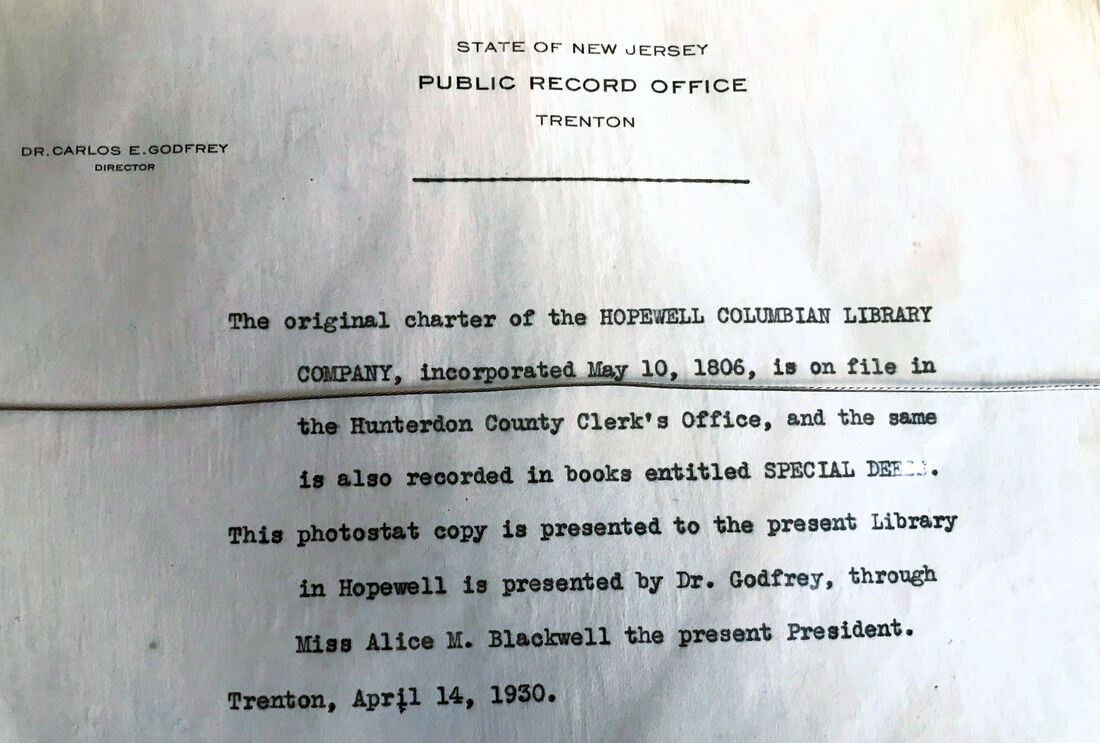 STATE OF NEW JERSEY
PUBLIC RECORD OFFICE
TRENTON
DR. CARLOS E. GODFREY
DIRECTOR
The original charter of the HOPEWELL COLUMBIAN LIBRARY
COMPANY, incorporated May 10, 1806, is on file in
the Hunterdon County Clerk's Office, and the same
is also recorded in books entitled SPECIAL DEEDS.
This photostat copy is presented to the present Library
in Hopewell is presented by Dr. Godfrey, through
Miss Alice M. Blackwell the present President.
Trenton, April 14, 1930.